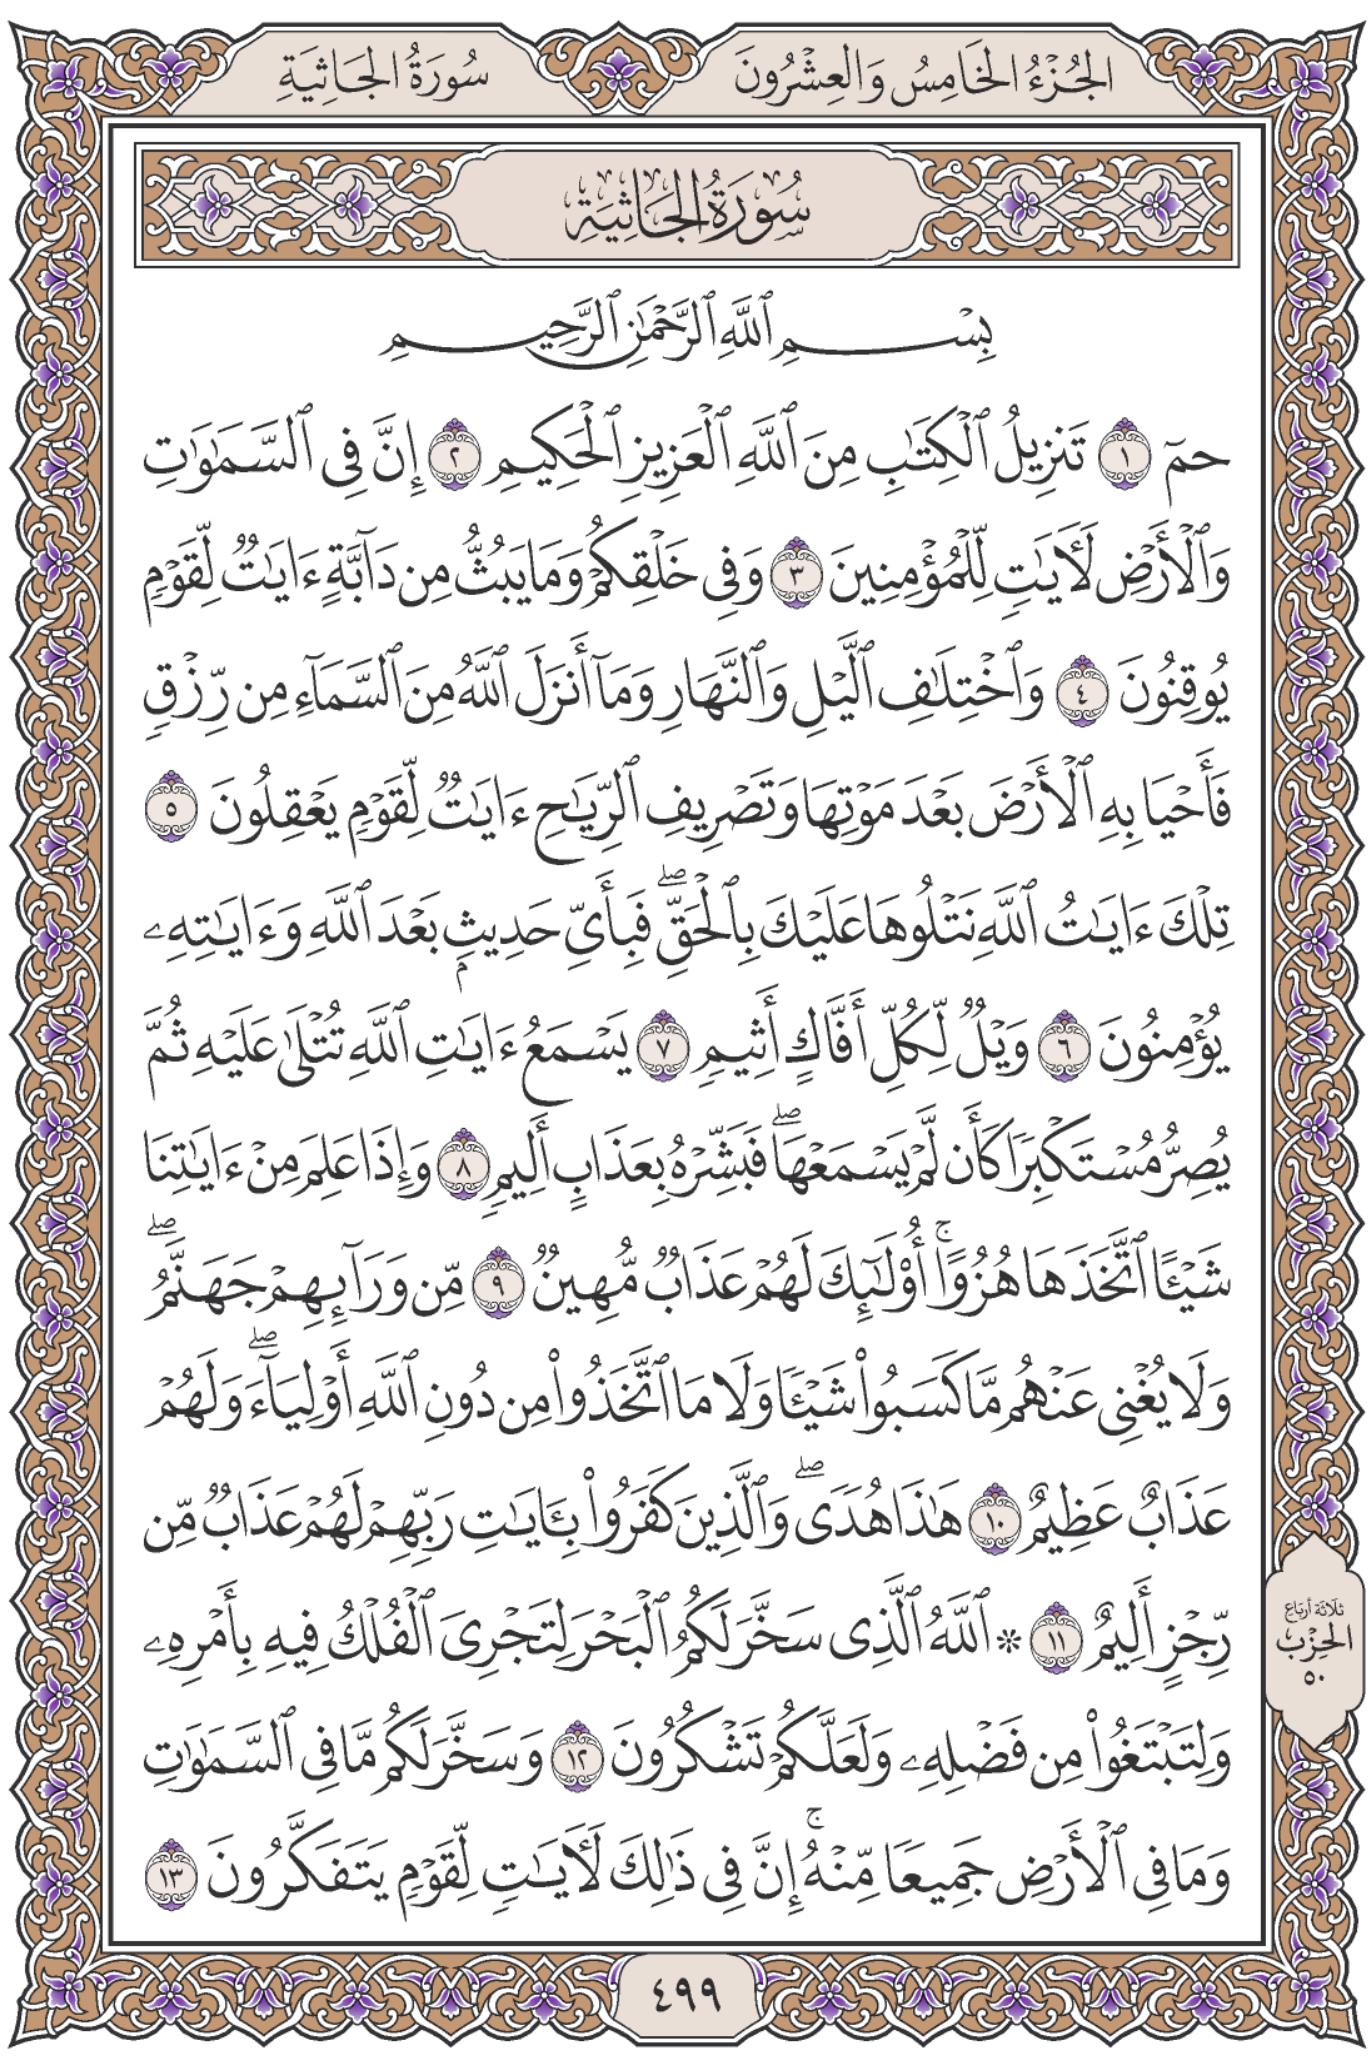 الجُزْءُ الخَامِسُ وَالعِشْرُونَ
سُورَةُ الجَاثِيَةِ
سُورَةُ الجَاثِيَةِ
بِسْمِ ٱللَّهِ ٱلرَّحْمَٰنِ ٱلرَّحِيمِ
حمٓ ١ تَنزِيلُ ٱلْكِتَٰبِ مِنَ ٱللَّهِ ٱلْعَزِيزِ ٱلْحَكِيمِ ٢ إِنَّ فِى ٱلسَّمَٰوَٰتِ
وَٱلْأَرْضِ لَءَايَٰتٍ لِّلْمُؤْمِنِينَ ٣ وَفِى خَلْقِكُمْ وَمَا يَبُثُّ مِن دَآبَّةٍ ءَايَٰتٌ لِّقَوْمٍ
يُوقِنُونَ ٤ وَٱخْتِلَٰفِ ٱلَّيْلِ وَٱلنَّهَارِ وَمَآ أَنزَلَ ٱللَّهُ مِنَ ٱلسَّمَآءِ مِن رِّزْقٍ
فَأَحْيَا بِهِ ٱلْأَرْضَ بَعْدَ مَوْتِهَا وَتَصْرِيفِ ٱلرِّيَٰحِ ءَايَٰتٌ لِّقَوْمٍ يَعْقِلُونَ ٥
تِلْكَ ءَايَٰتُ ٱللَّهِ نَتْلُوهَا عَلَيْكَ بِٱلْحَقِّ ۖ فَبِأَىِّ حَدِيثٍۭ بَعْدَ ٱللَّهِ وَءَايَٰتِهِۦ
يُؤْمِنُونَ ٦ وَيْلٌ لِّكُلِّ أَفَّاكٍ أَثِيمٍ ٧ يَسْمَعُ ءَايَٰتِ ٱللَّهِ تُتْلَىٰ عَلَيْهِ ثُمَّ
يُصِرُّ مُسْتَكْبِرًا كَأَن لَّمْ يَسْمَعْهَا ۖ فَبَشِّرْهُ بِعَذَابٍ أَلِيمٍ ٨ وَإِذَا عَلِمَ مِنْ ءَايَٰتِنَا
شَيْـًٔا ٱتَّخَذَهَا هُزُوًا ۚ أُو۟لَٰٓئِكَ لَهُمْ عَذَابٌ مُّهِينٌ ٩ مِّن وَرَآئِهِمْ جَهَنَّمُ ۖ
وَلَا يُغْنِى عَنْهُم مَّا كَسَبُوا۟ شَيْـًٔا وَلَا مَا ٱتَّخَذُوا۟ مِن دُونِ ٱللَّهِ أَوْلِيَآءَ ۖ وَلَهُمْ
عَذَابٌ عَظِيمٌ ١٠ هَٰذَا هُدًى ۖ وَٱلَّذِينَ كَفَرُوا۟ بِـَٔايَٰتِ رَبِّهِمْ لَهُمْ عَذَابٌ مِّن
رِّجْزٍ أَلِيمٌ ١١ ۞ ٱللَّهُ ٱلَّذِى سَخَّرَ لَكُمُ ٱلْبَحْرَ لِتَجْرِىَ ٱلْفُلْكُ فِيهِ بِأَمْرِهِۦ
وَلِتَبْتَغُوا۟ مِن فَضْلِهِۦ وَلَعَلَّكُمْ تَشْكُرُونَ ١٢ وَسَخَّرَ لَكُم مَّا فِى ٱلسَّمَٰوَٰتِ
وَمَا فِى ٱلْأَرْضِ جَمِيعًا مِّنْهُ ۚ إِنَّ فِى ذَٰلِكَ لَءَايَٰتٍ لِّقَوْمٍ يَتَفَكَّرُونَ ١٣
ثلاثة أرباع
الحِزْب
٥٠
٤٩٩